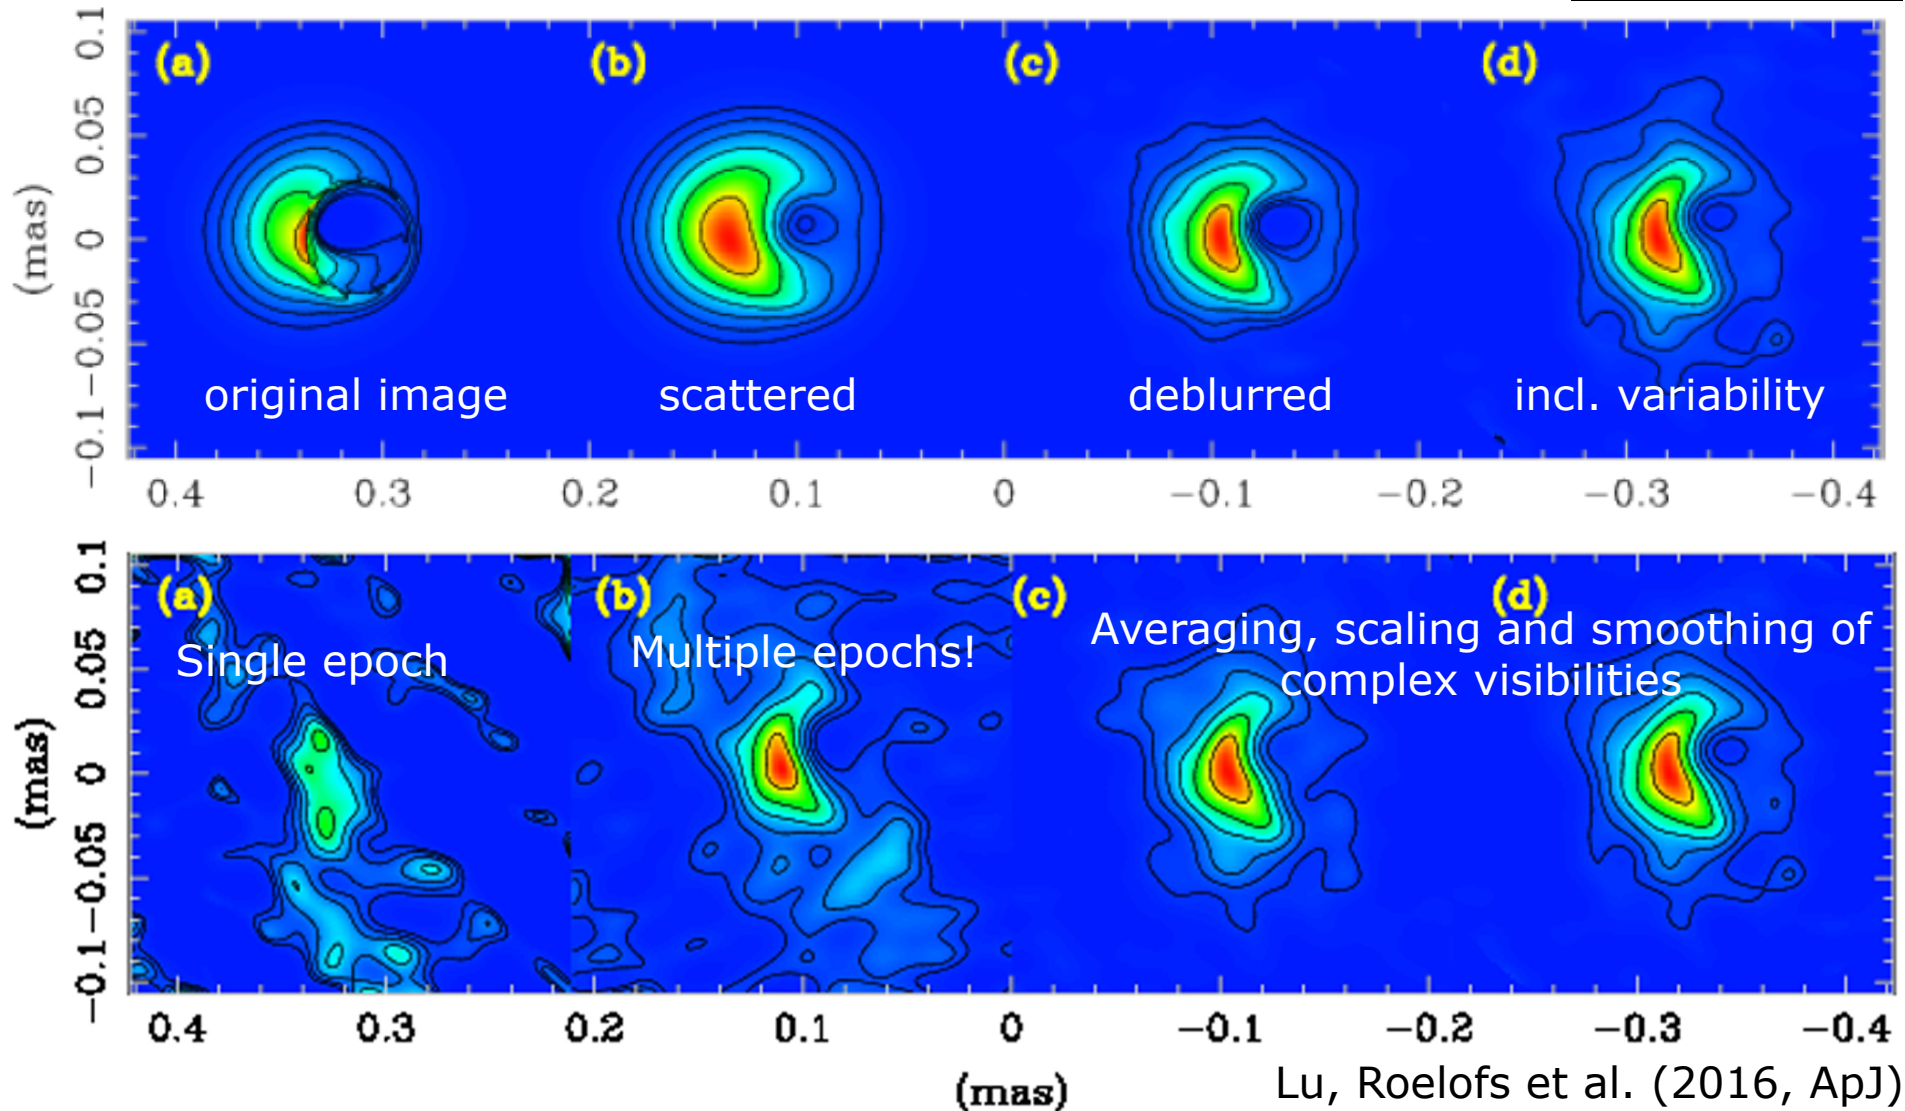 (a) (b) (c) (d)
0.1
0.05
0
−0.05
−0.1
(mas)
original image scattered deblurred incl. variability
0.4 0.3 0.2 0.1 0 −0.1 −0.2 −0.3 −0.4
(a) (b) (c) (d)
0.1
0.05
0
−0.05
−0.1
(mas)
Single epoch
Multiple epochs!
Averaging, scaling and smoothing of
complex visibilities
0.4 0.3 0.2 0.1 0 −0.1 −0.2 −0.3 −0.4
(mas)
Lu, Roelofs et al. (2016, ApJ)